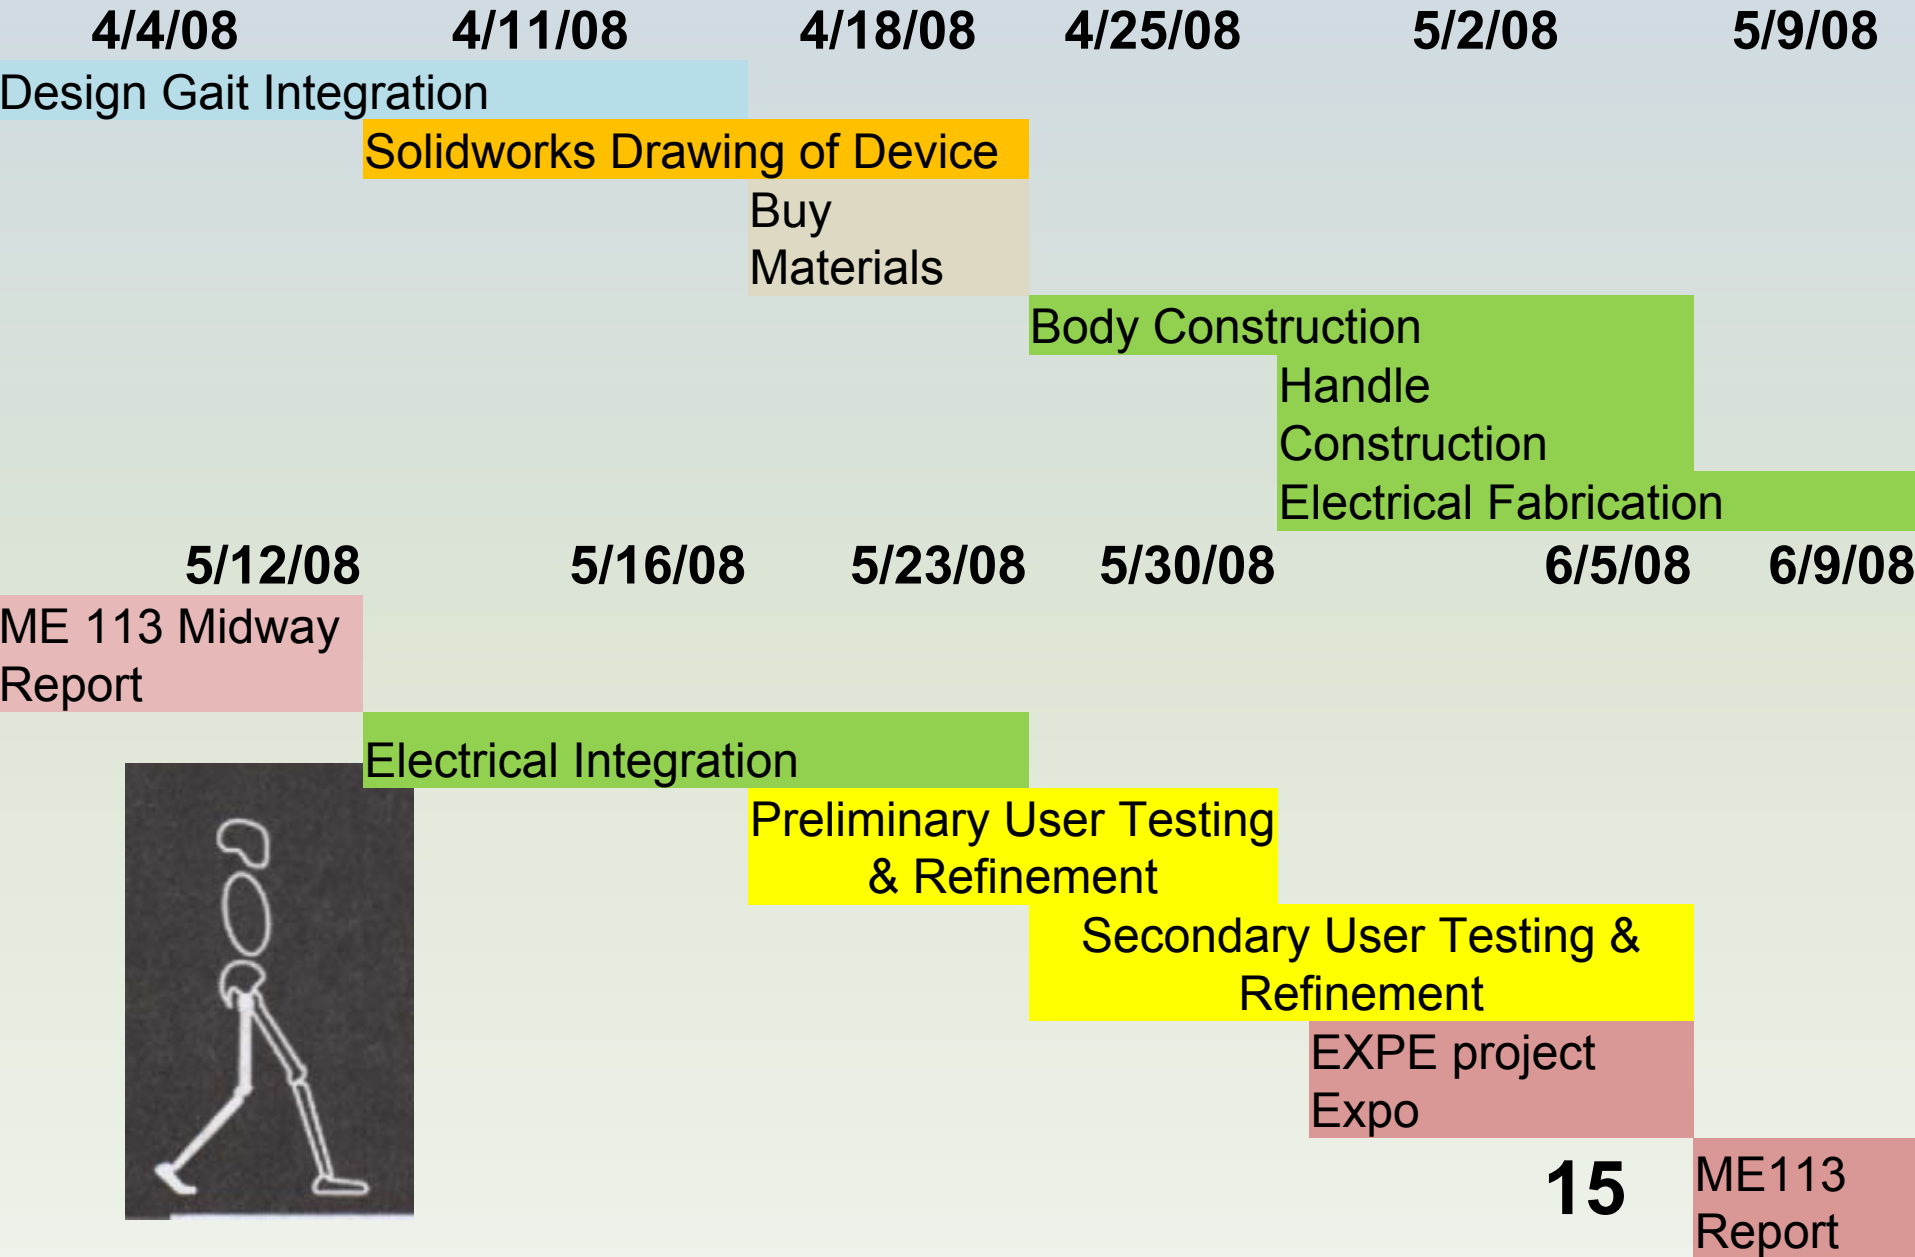 4/4/08 4/11/08 4/18/08 4/25/08 5/2/08 5/9/08
Design Gait Integration
Solidworks Drawing of Device
Buy
Materials
Body Construction
Handle
Construction
Electrical Fabrication
5/12/08 5/16/08 5/23/08 5/30/08 6/5/08 6/9/08
ME 113 Midway
Report
Electrical Integration
Preliminary User Testing
& Refinement
Secondary User Testing &
Refinement
EXPE project
Expo
15
ME113
Report